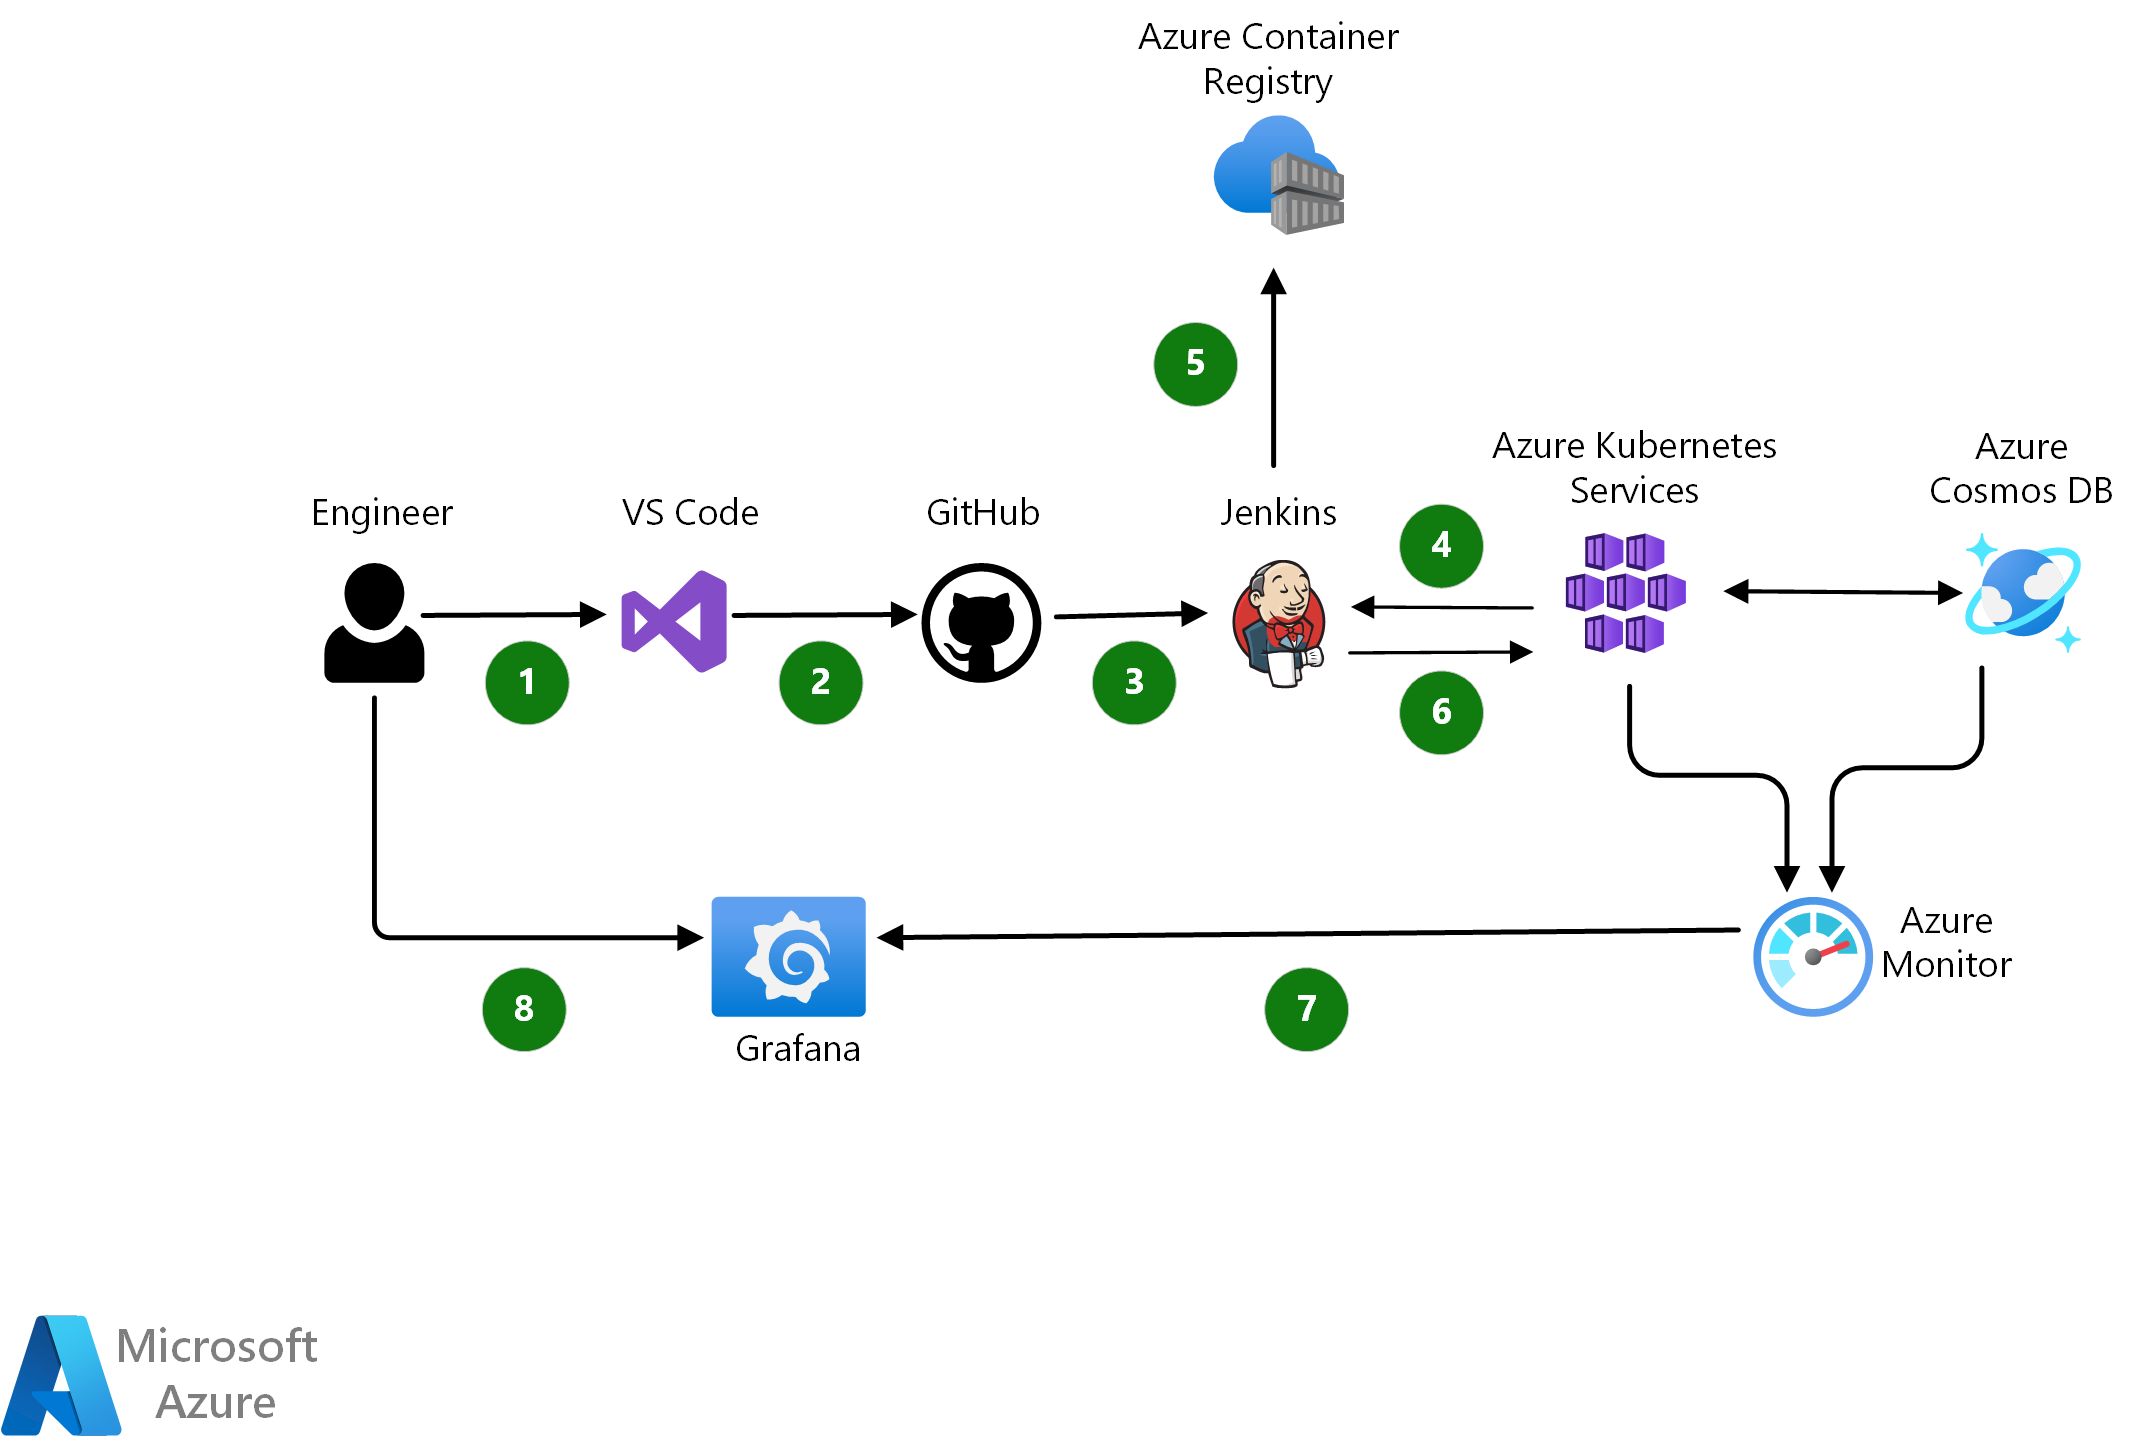 Azure Container
Registry
5
Azure Kubernetes
Services
Azure
Cosmos DB
Engineer
VS Code
GitHub
Jenkins
4
1
2
3
6
Azure
Monitor
8
7
Grafana
Microsoft
Azure